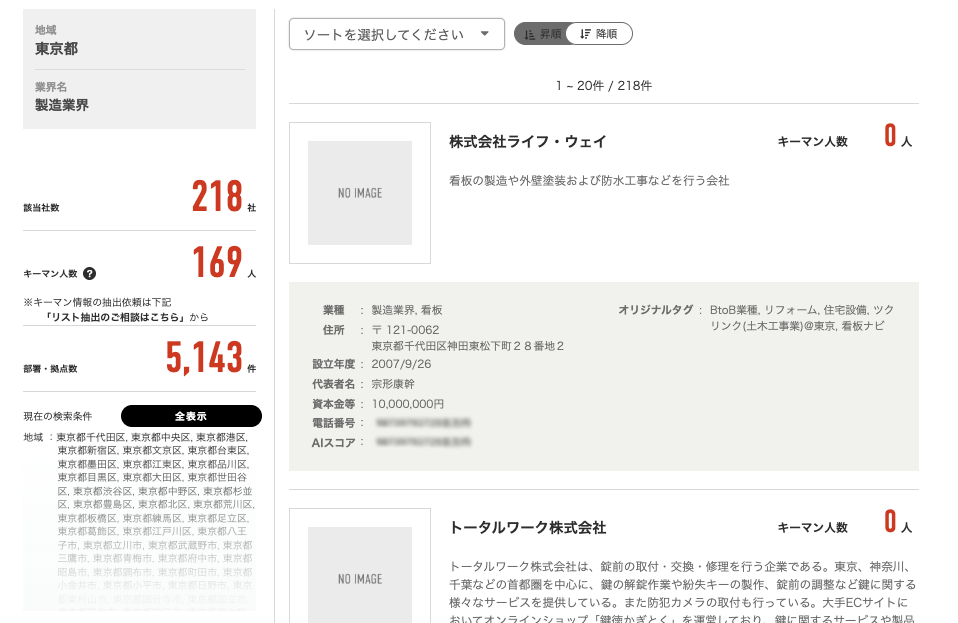 地域
東京都
業界名
製造業界
該当社数 218 社
キーマン人数 ? 169 人
※キーマン情報の抽出依頼は下記
「リスト抽出のご相談はこちら」から
部署・拠点数 5,143 件
現在の検索条件 全表示
地域 : 東京都千代田区, 東京都中央区, 東京都港区,
東京都新宿区, 東京都文京区, 東京都台東区,
東京都墨田区, 東京都江東区, 東京都品川区,
東京都目黒区, 東京都大田区, 東京都世田谷
区, 東京都渋谷区, 東京都中野区, 東京都杉並
区, 東京都豊島区, 東京都北区, 東京都荒川区,
東京都板橋区, 東京都練馬区, 東京都足立区,
東京都葛飾区, 東京都江戸川区, 東京都八王
子市, 東京都立川市, 東京都武蔵野市, 東京都
三鷹市, 東京都青梅市, 東京都府中市, 東京都
昭島市, 東京都調布市, 東京都町田市, 東京都
小金井市, 東京都小平市, 東京都日野市, 東京
ソートを選択してください
昇順 降順
1 ~ 20件 / 218件
NO IMAGE
株式会社ライフ・ウェイ
キーマン人数 0 人
看板の製造や外壁塗装および防水工事などを行う会社
業種 : 製造業界, 看板
住所 : 〒 121-0062
東京都千代田区神田東松下町２８番地２
設立年度 : 2007/9/26
代表者名 : 宗形康幹
資本金等 : 10,000,000円
電話番号 :
AIスコア :
オリジナルタグ : BtoB業種, リフォーム, 住宅設備, ツク
リンク(土木工事業)@東京, 看板ナビ
NO IMAGE
トータルワーク株式会社
キーマン人数 0 人
トータルワーク株式会社は、錠前の取付・交換・修理を行う企業である。東京、神奈川、
千葉などの首都圏を中心に、鍵の解錠作業や紛失キーの製作、錠前の調整など鍵に関する
様々なサービスを提供している。また防犯カメラの取付も行っている。大手ECサイトに
おいてオンラインショップ「鍵徳かぎとく」を運営しており、鍵に関するサービスや製品